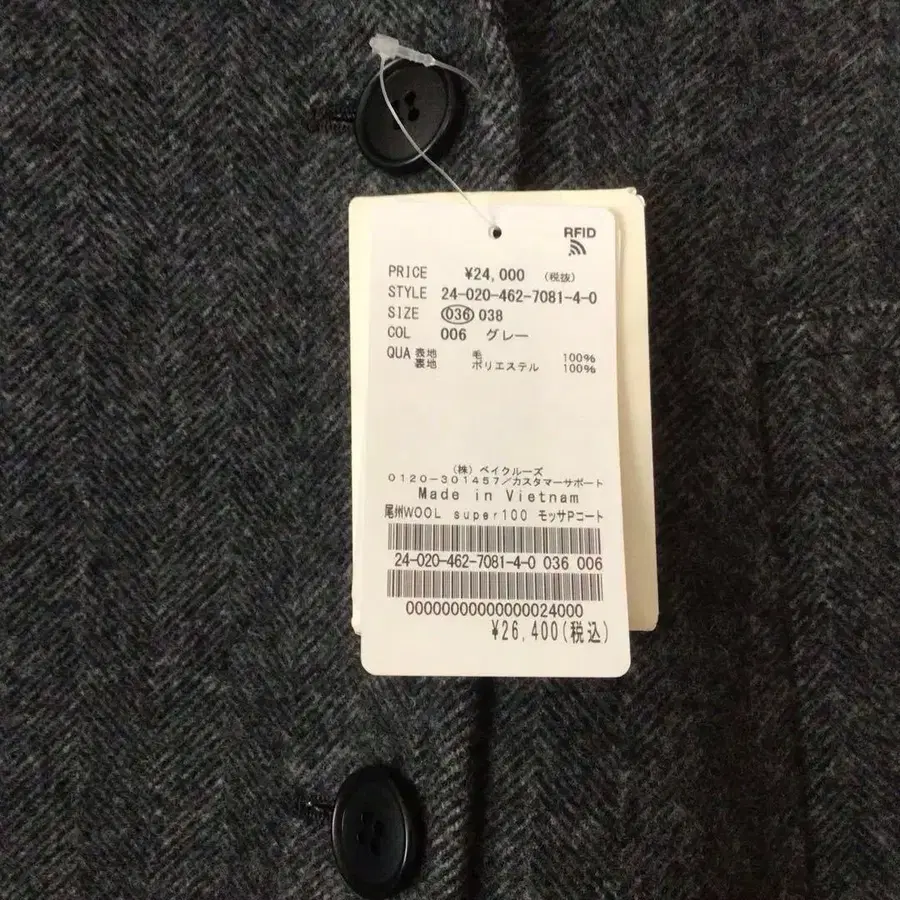 RFID
PRICE ¥24,000 (税抜)
STYLE 24-020-462-7081-4-0
SIZE 036 038
COL 006 グレー
QUA 表地 毛 100%
裏地 ポリエステル 100%
(株) ベイクルーズ
0120-301457/カスタマーサポート
Made in Vietnam
尾州WOOL super100 モッサPコート
24-020-462-7081-4-0 036 006
00000000000000024000
¥26,400(税込)